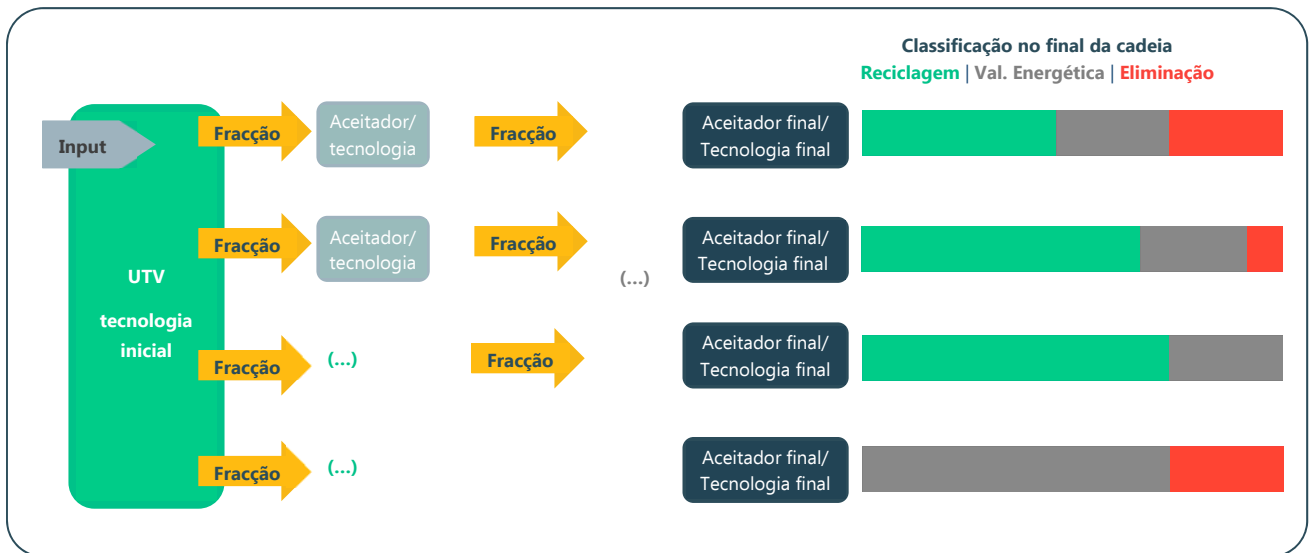 Classificação no final da cadeia
Reciclagem | Val. Energética | Eliminação
Input
UTV
tecnologia
inicial
Fracção
Aceitador/
tecnologia
Fracção
Aceitador final/
Tecnologia final
Fracção
Aceitador/
tecnologia
Fracção
(...)
Aceitador final/
Tecnologia final
Fracção
(...)
Fracção
Aceitador final/
Tecnologia final
Fracção
(...)
Aceitador final/
Tecnologia final